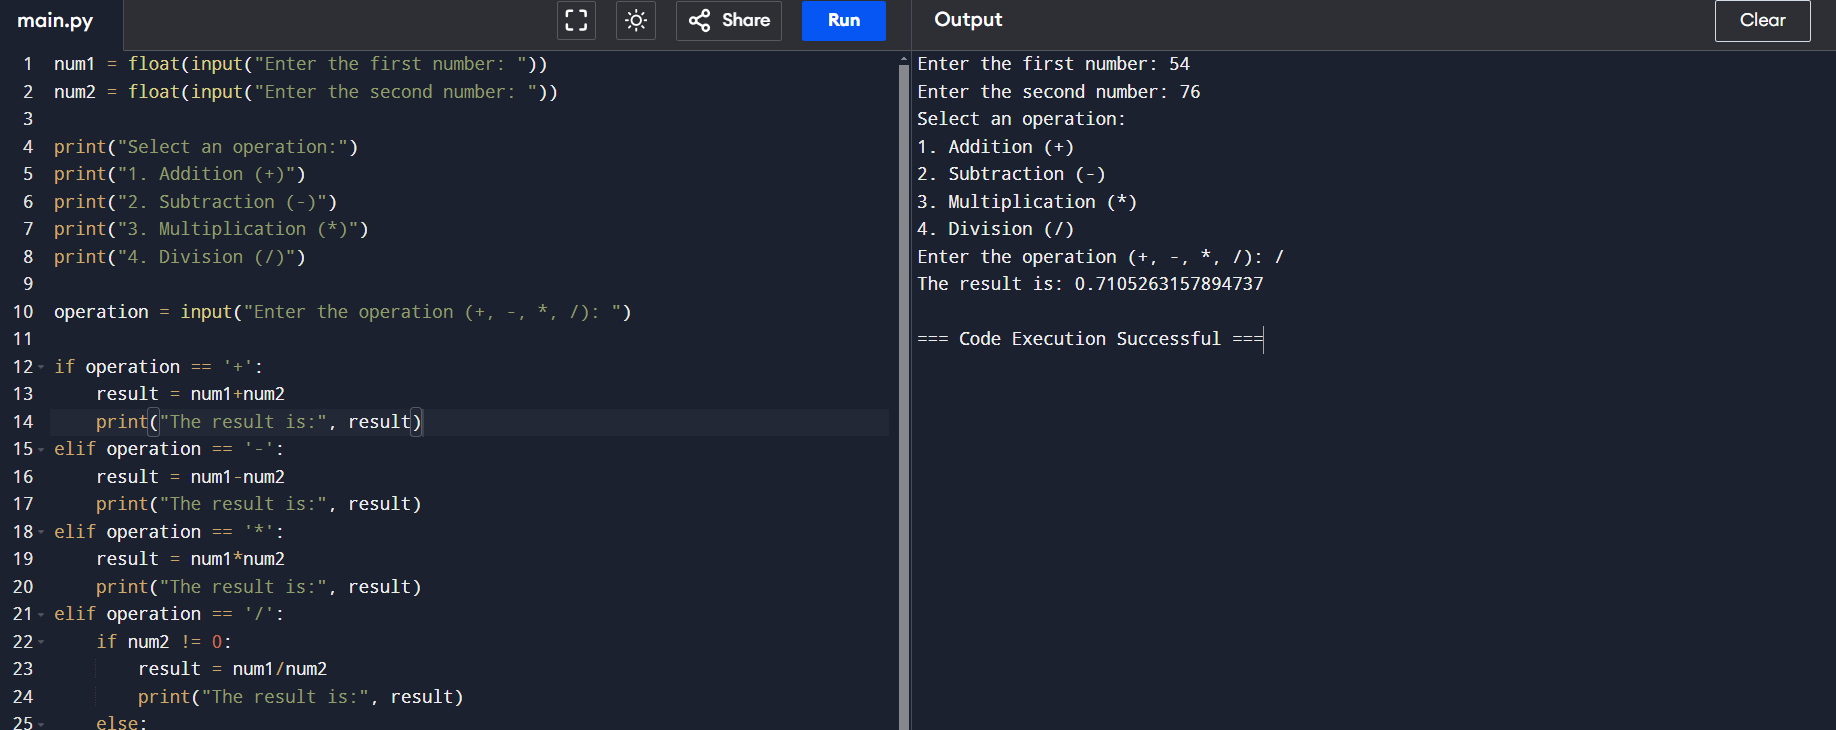 main.py
Share
Run
Output
Clear
1 num1 = float(input("Enter the first number: "))
2 num2 = float(input("Enter the second number: "))
3
4 print("Select an operation:")
5 print("1. Addition (+)")
6 print("2. Subtraction (-)")
7 print("3. Multiplication (*)")
8 print("4. Division (/)")
9
10 operation = input("Enter the operation (+, -, *, /): ")
11
12 if operation == '+':
13     result = num1+num2
14     print("The result is:", result)
15 elif operation == '-':
16     result = num1-num2
17     print("The result is:", result)
18 elif operation == '*':
19     result = num1*num2
20     print("The result is:", result)
21 elif operation == '/':
22     if num2 != 0:
23         result = num1/num2
24         print("The result is:", result)
25     else:
Enter the first number: 54
Enter the second number: 76
Select an operation:
1. Addition (+)
2. Subtraction (-)
3. Multiplication (*)
4. Division (/)
Enter the operation (+, -, *, /): /
The result is: 0.7105263157894737
=== Code Execution Successful ===